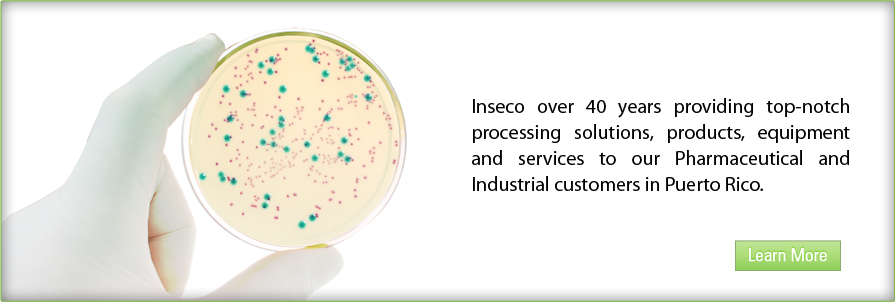 Inseco over 40 years providing top-notch
processing solutions, products, equipment
and services to our Pharmaceutical and
Industrial customers in Puerto Rico.
Learn More